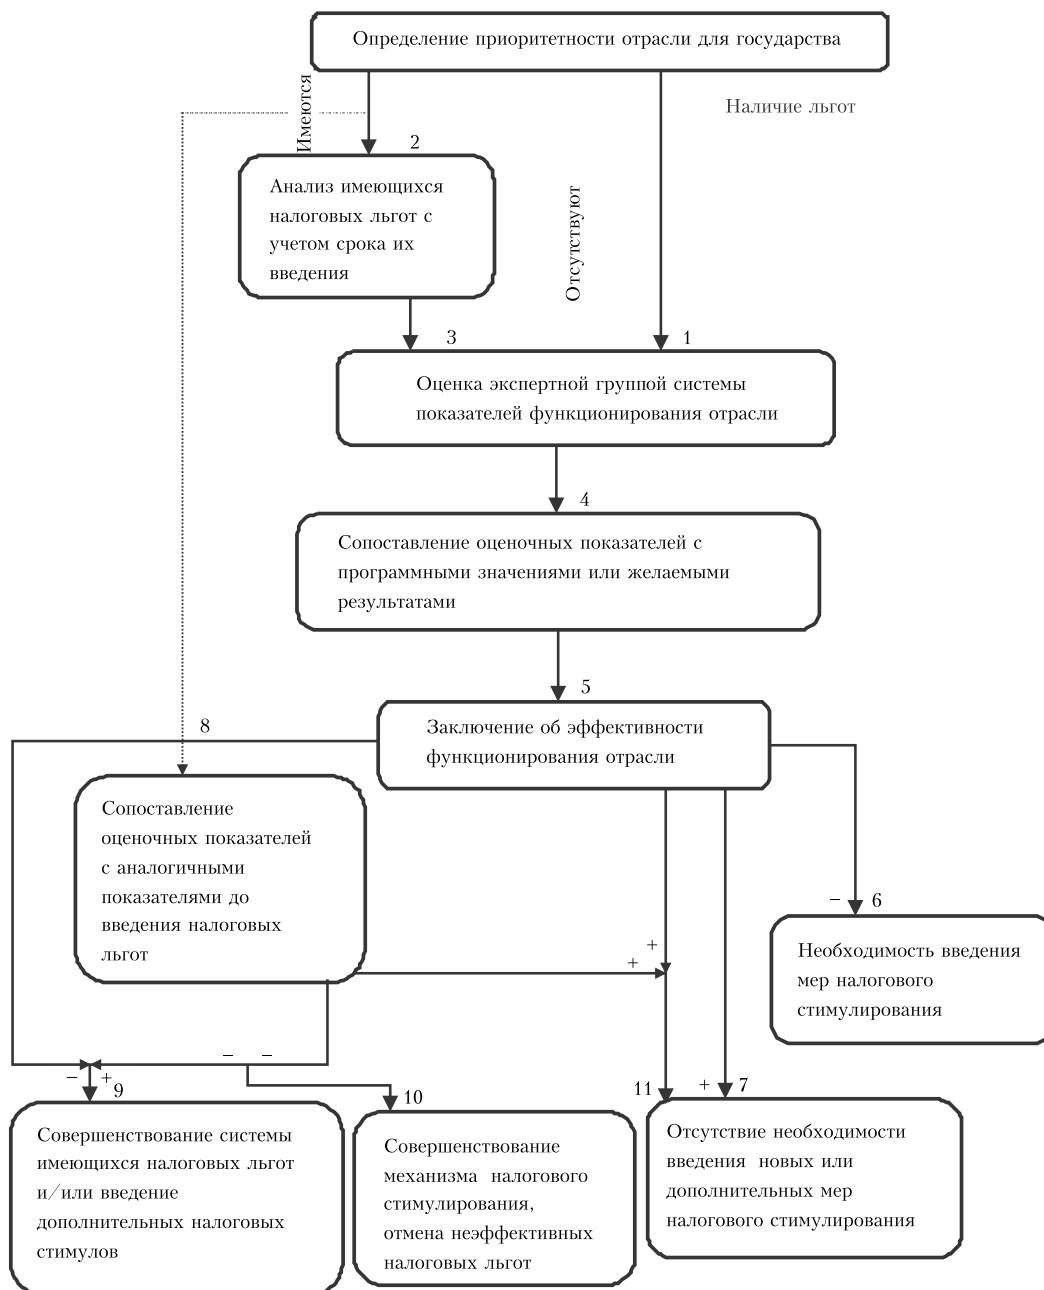 Определение приоритетности отрасли для государства
Имеются
Наличие льгот
2
Анализ имеющихся
налоговых льгот с
учетом срока их
введения
Отсутствуют
3
1
Оценка экспертной группой системы
показателей функционирования отрасли
4
Сопоставление оценочных показателей с
программными значениями или желаемыми
результатами
5
Заключение об эффективности
функционирования отрасли
8
Сопоставление
оценочных показателей
с аналогичными
показателями до
введения налоговых
льгот
– 6
Необходимость введения
мер налогового
стимулирования
+
+
– –
– +
9
10
11
+ 7
Совершенствование системы
имеющихся налоговых льгот
и/или введение
дополнительных налоговых
стимулов
Совершенствование
механизма налогового
стимулирования,
отмена неэффективных
налоговых льгот
Отсутствие необходимости
введения новых или
дополнительных мер
налогового стимулирования